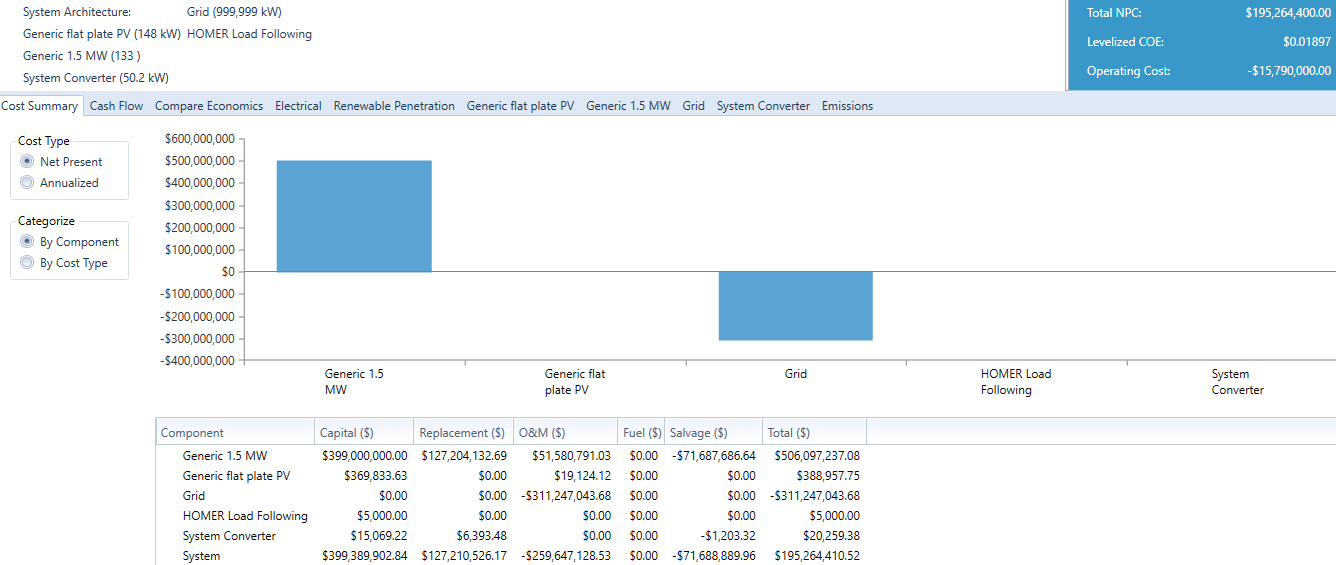 System Architecture: Grid (999,999 kW)
Generic flat plate PV (148 kW) HOMER Load Following
Generic 1.5 MW (133 )
System Converter (50.2 kW)
Total NPC: $195,264,400.00
Levelized COE: $0.01897
Operating Cost: -$15,790,000.00
Cost Summary Cash Flow Compare Economics Electrical Renewable Penetration Generic flat plate PV Generic 1.5 MW Grid System Converter Emissions
Cost Type
Net Present
Annualized
Categorize
By Component
By Cost Type
$600,000,000
$500,000,000
$400,000,000
$300,000,000
$200,000,000
$100,000,000
$0
-$100,000,000
-$200,000,000
-$300,000,000
-$400,000,000
Generic 1.5
MW
Generic flat
plate PV
Grid
HOMER Load
Following
System
Converter
Component Capital ($) Replacement ($) O&M ($) Fuel ($) Salvage ($) Total ($)
Generic 1.5 MW $399,000,000.00 $127,204,132.69 $51,580,791.03 $0.00 -$71,687,686.64 $506,097,237.08
Generic flat plate PV $369,833.63 $0.00 $19,124.12 $0.00 $0.00 $388,957.75
Grid $0.00 $0.00 -$311,247,043.68 $0.00 $0.00 -$311,247,043.68
HOMER Load Following $5,000.00 $0.00 $0.00 $0.00 $0.00 $5,000.00
System Converter $15,069.22 $6,393.48 $0.00 $0.00 -$1,203.32 $20,259.38
System $399,389,902.84 $127,210,526.17 -$259,647,128.53 $0.00 -$71,688,889.96 $195,264,410.52